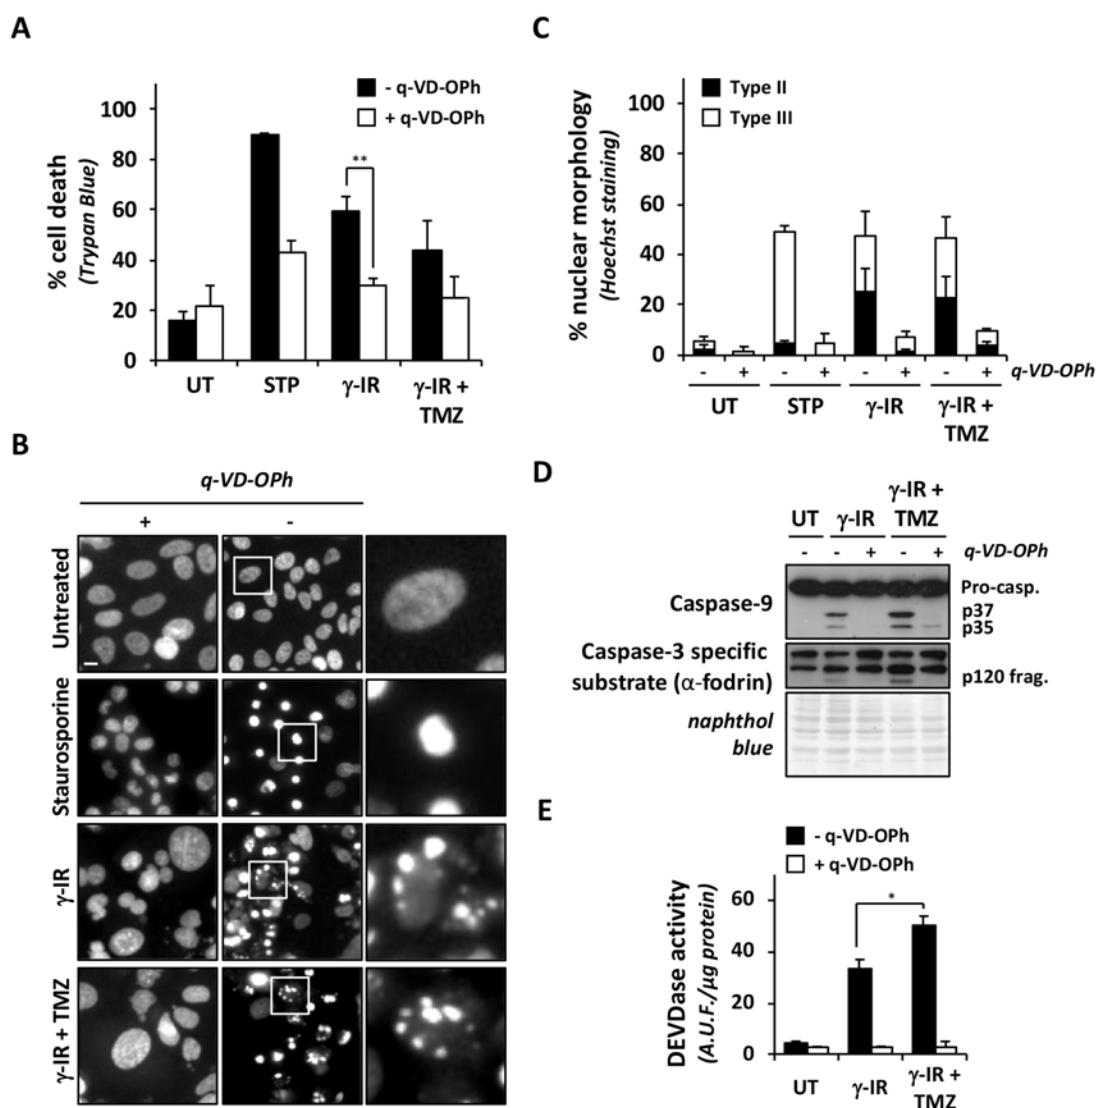 A
- q-VD-OPh
+ q-VD-OPh
% cell death
(Trypan Blue)
100
80
60
40
20
0
**
UT
STP
γ-IR
γ-IR +
TMZ
B
q-VD-OPh
+
-
Untreated
Staurosporine
γ-IR
γ-IR + TMZ
C
Type II
Type III
% nuclear morphology
(Hoechst staining)
100
80
60
40
20
0
- + - + - + - + q-VD-OPh
UT
STP
γ-IR
γ-IR +
TMZ
D
γ-IR +
UT γ-IR TMZ
- - + - + q-VD-OPh
Caspase-9
Pro-casp.
p37
p35
Caspase-3 specific
substrate (α-fodrin)
p120 frag.
naphthol
blue
E
- q-VD-OPh
+ q-VD-OPh
DEVDase activity
(A.U.F./µg protein)
60
40
20
0
*
UT
γ-IR
γ-IR +
TMZ